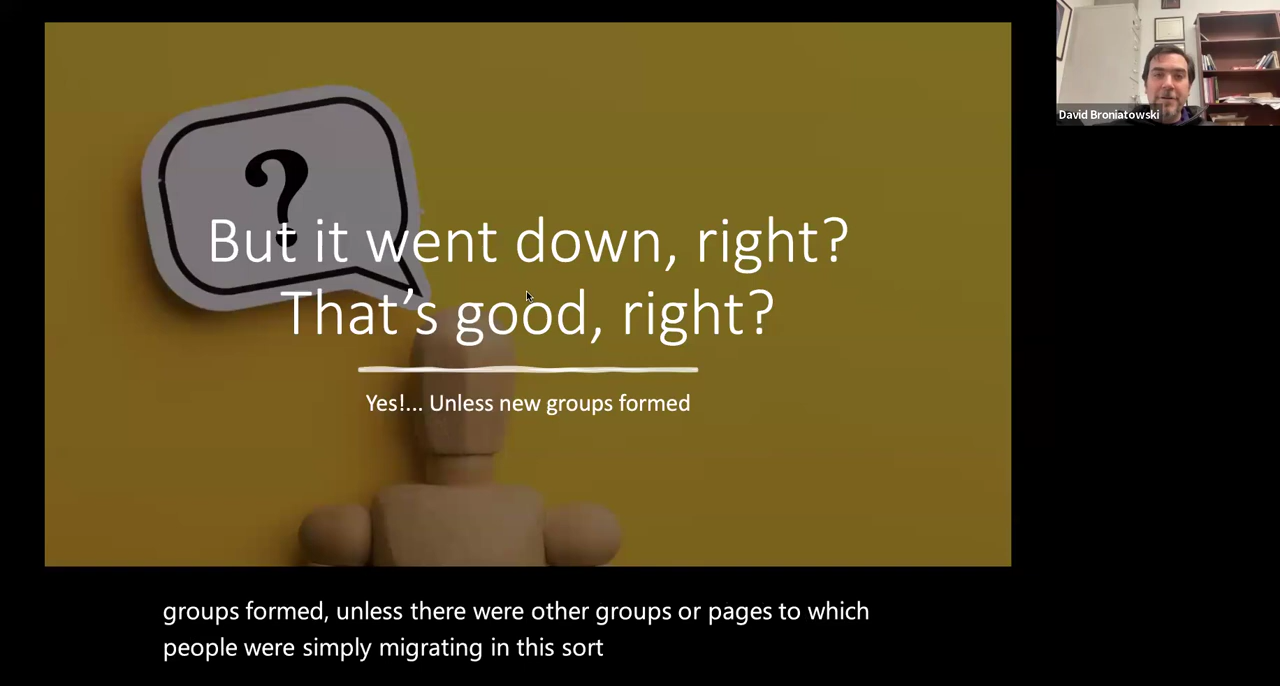 ?
But it went down, right?
That's good, right?
Yes!... Unless new groups formed
David Broniatowski
groups formed, unless there were other groups or pages to which
people were simply migrating in this sort